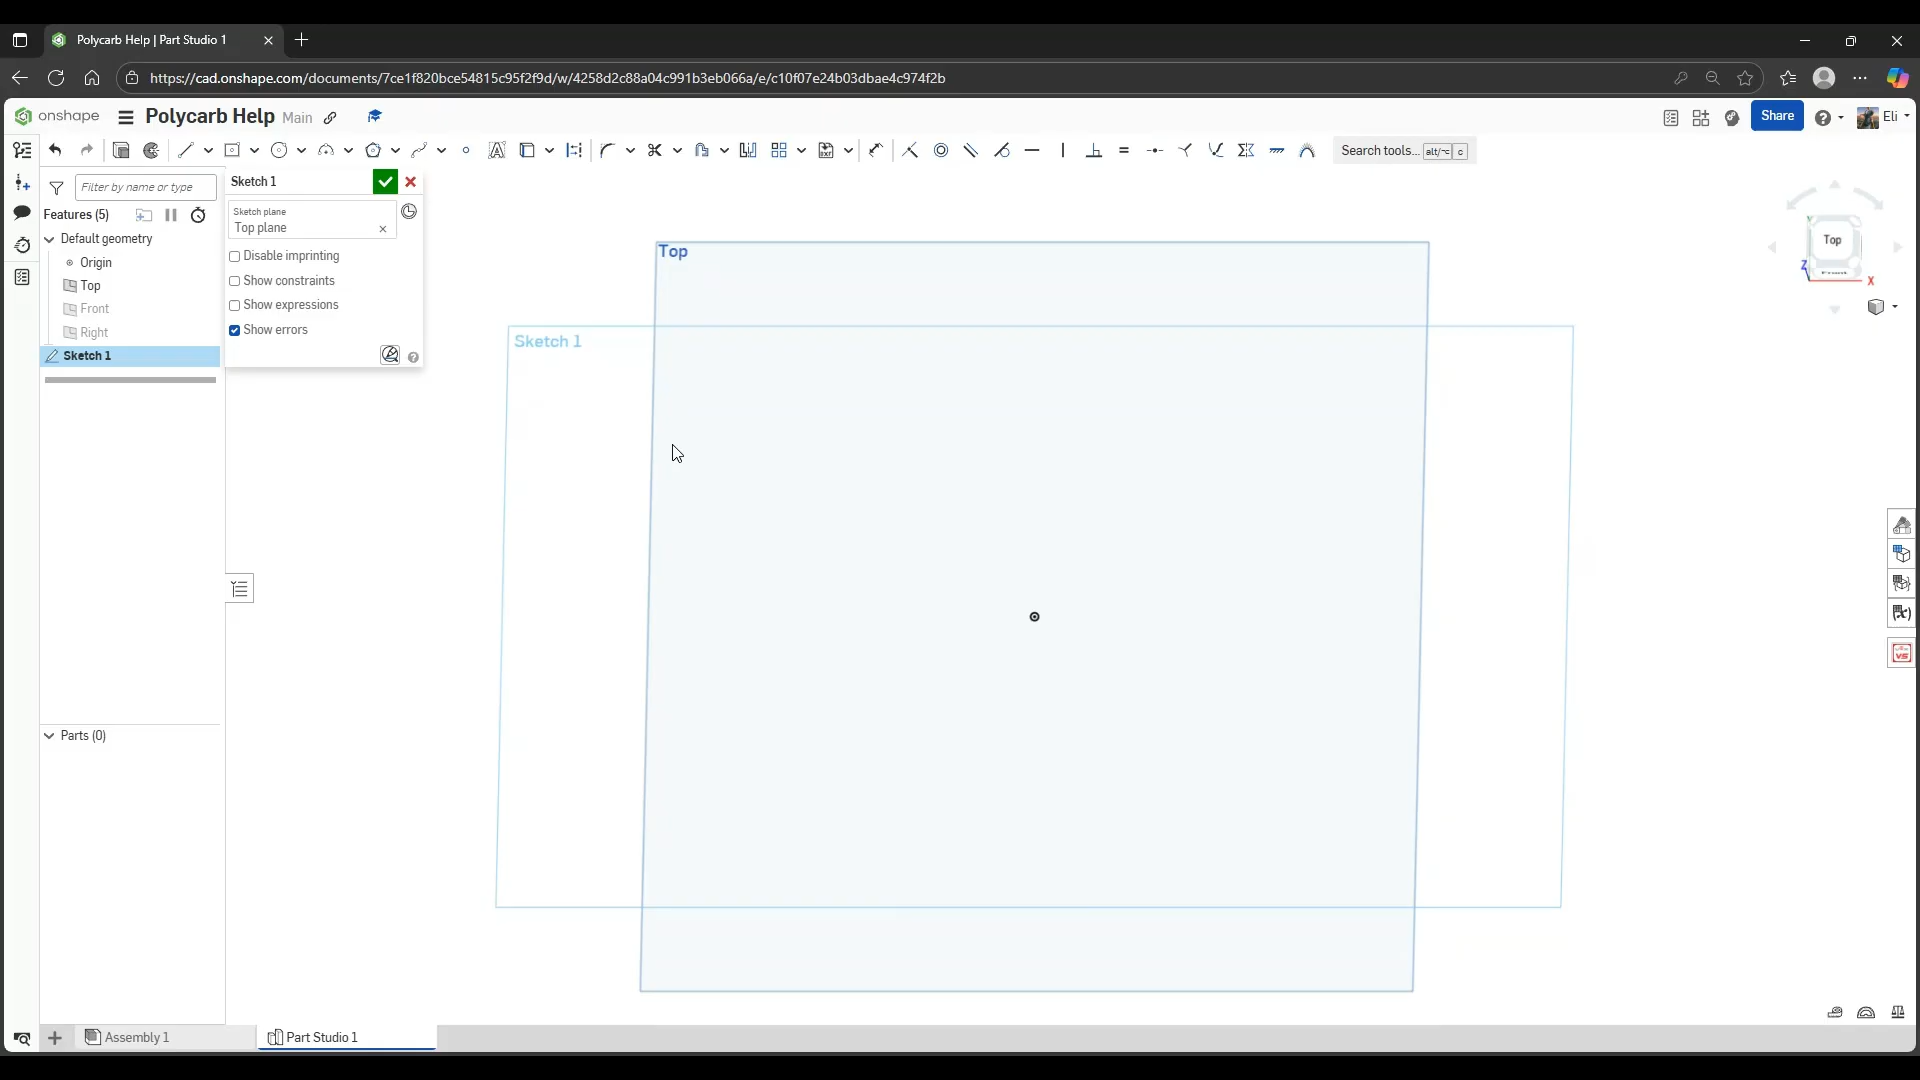 Polycarb Help | Part Studio 1
https://cad.onshape.com/documents/7ce1f820bce54815c95f2f9d/w/4258d2c88a04c991b3eb066a/e/c10f07e24b03dbae4c974f2b
onshape
Polycarb Help
Main
Share
Eli
Search tools... alt/⌥ c
Filter by name or type
Features (5)
Default geometry
Origin
Top
Front
Right
Sketch 1
Sketch 1
Sketch plane
Top plane
Disable imprinting
Show constraints
Show expressions
Show errors
Top
Sketch 1
Top
Front
Z
X
Parts (0)
Assembly 1
Part Studio 1